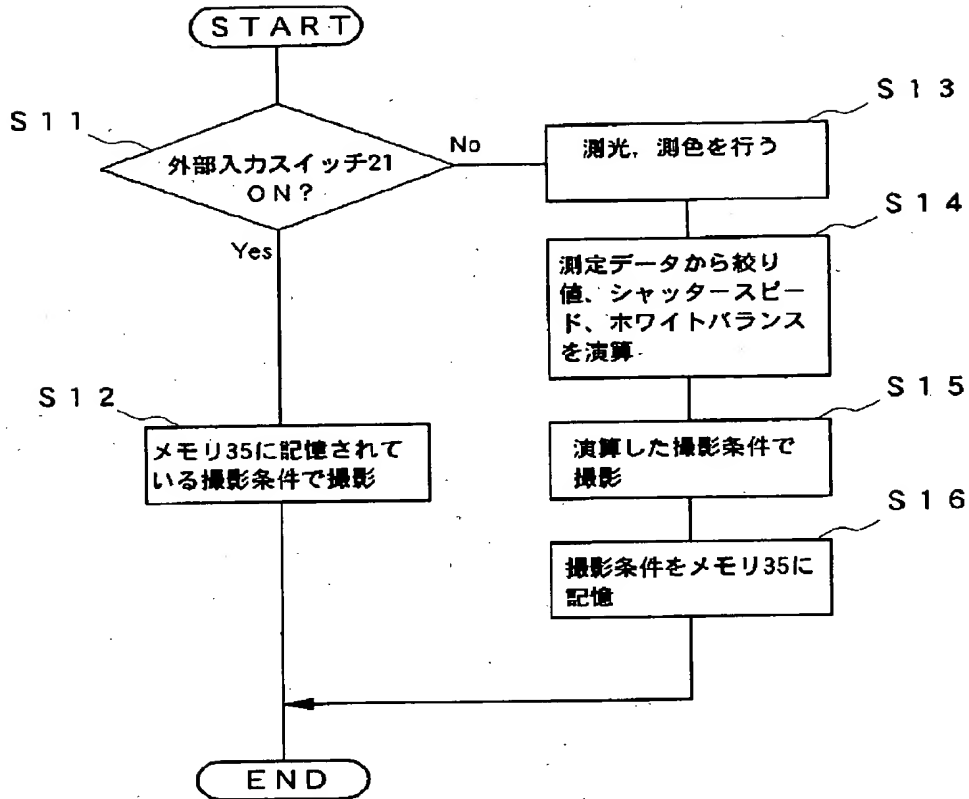 START
S11
外部入力スイッチ21
ON?
No
Yes
S12
メモリ35に記憶されて
いる撮影条件で撮影
S13
測光,測色を行う
S14
測定データから絞り
値、シャッタースピー
ド、ホワイトバランス
を演算
S15
演算した撮影条件で
撮影
S16
撮影条件をメモリ35に
記憶
END